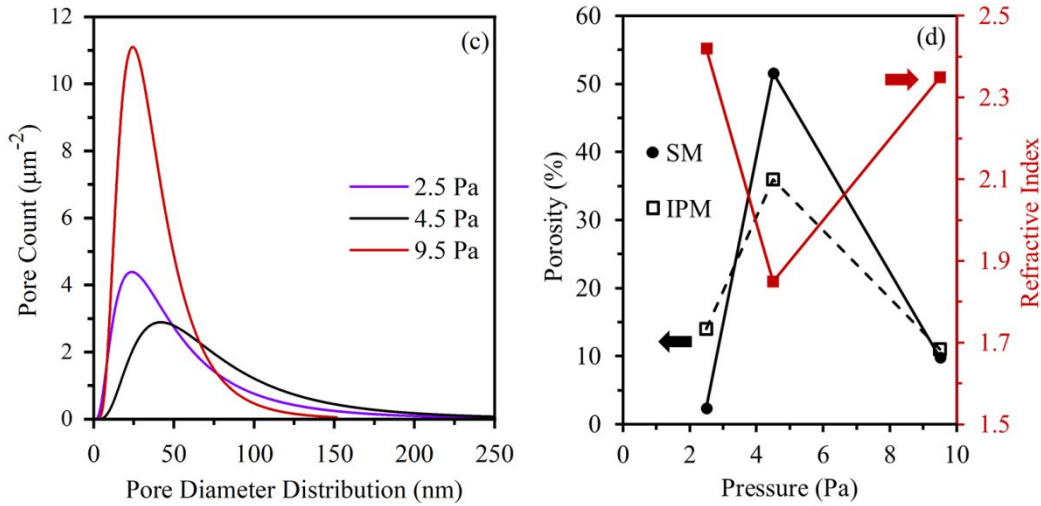 (c)
Pore Count (μm⁻²)
12
10
8
6
4
2
0
2.5 Pa
4.5 Pa
9.5 Pa
0 50 100 150 200 250
Pore Diameter Distribution (nm)
(d)
Porosity (%)
60
50
40
30
20
10
0
SM
IPM
0 2 4 6 8 10
Pressure (Pa)
2.5
2.3
2.1
1.9
1.7
1.5
Refractive Index